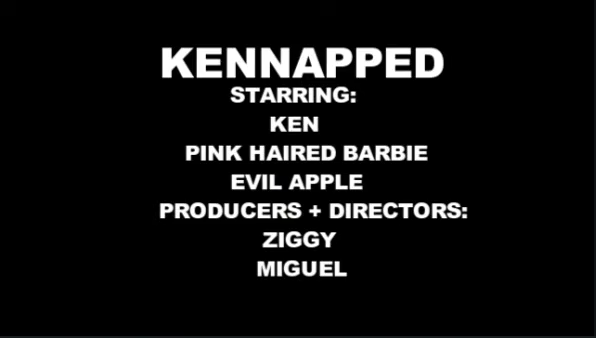 KENNAPPED
STARRING:
KEN
PINK HAIRED BARBIE
EVIL APPLE
PRODUCERS + DIRECTORS:
ZIGGY
MIGUEL